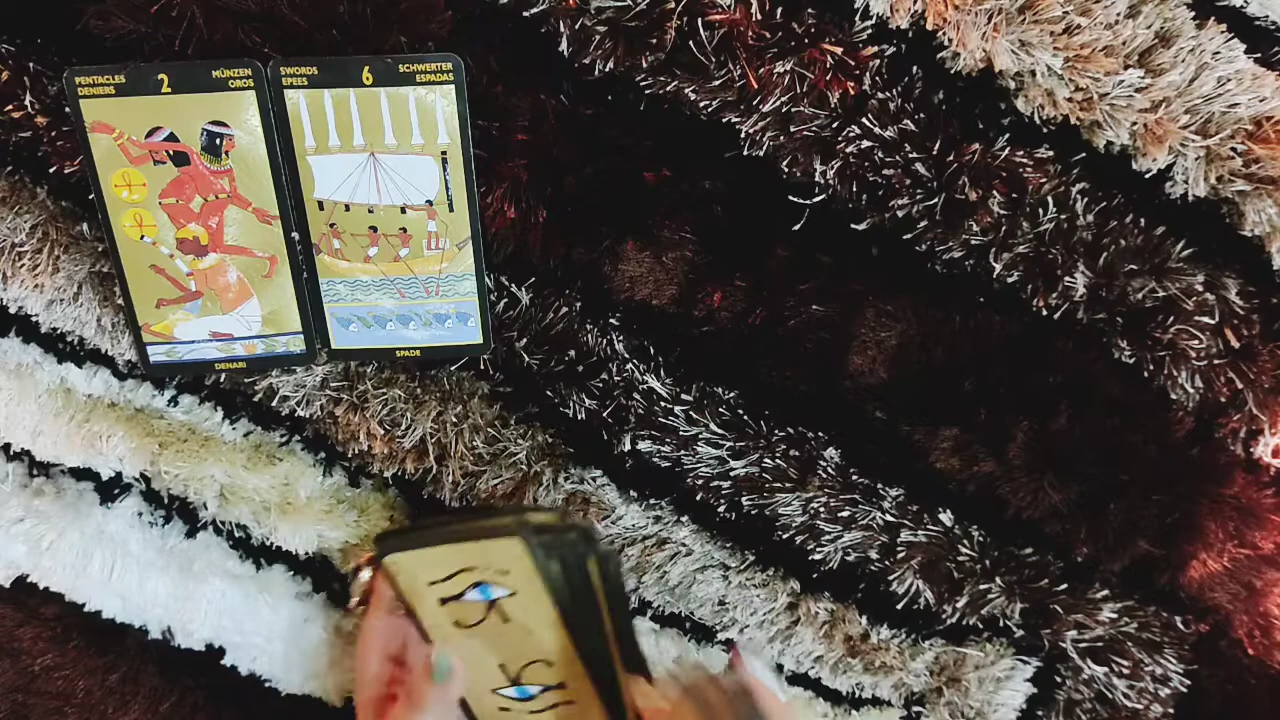 PENTACLES 2 MÜNZEN
DENIERS OROS
DENARI
SWORDS 6 SCHWERTER
EPEES ESPADAS
SPADE